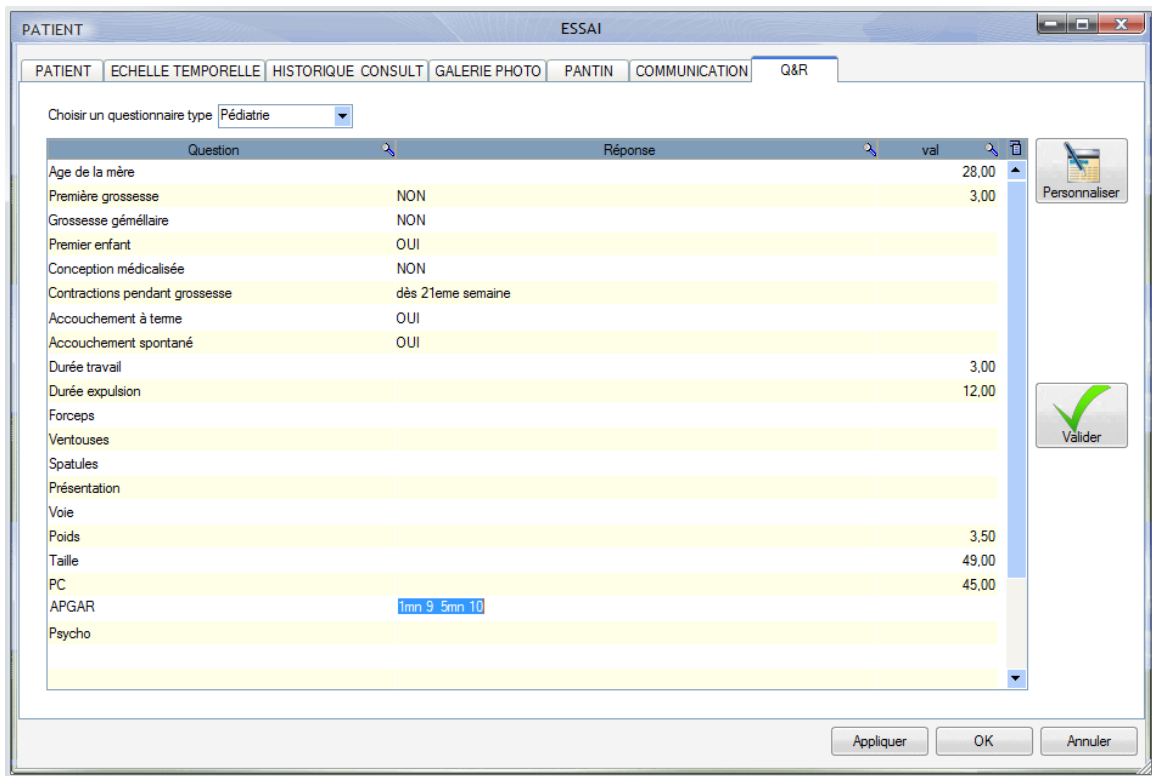 PATIENT ESSAI
PATIENT ECHELLE TEMPORELLE HISTORIQUE CONSULT GALERIE PHOTO PANTIN COMMUNICATION Q&R
Choisir un questionnaire type Pédiatrie
Question Réponse val
Age de la mère 28,00
Personnaliser
Première grossesse NON 3,00
Grossesse géméllaire NON
Premier enfant OUI
Conception médicalisée NON
Contractions pendant grossesse dès 21eme semaine
Accouchement à terme OUI
Accouchement spontané OUI
Durée travail 3,00
Durée expulsion 12,00
Forceps
Ventouses
Valider
Spatules
Présentation
Voie
Poids 3,50
Taille 49,00
PC 45,00
APGAR 1mn 9 5mn 10
Psycho
Appliquer OK Annuler